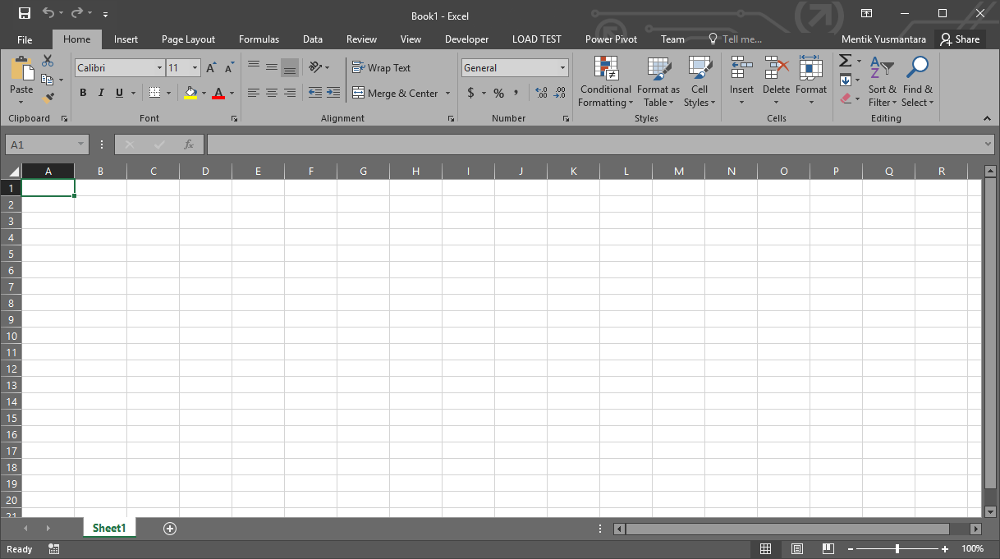 Book1 - Excel
File Home Insert Page Layout Formulas Data Review View Developer LOAD TEST Power Pivot Team Tell me... Mentik Yusmantara Share
Calibri 11 Wrap Text General
Paste B I U Merge & Center $ % , Conditional Formatting Format as Table Cell Styles Insert Delete Format Sort & Filter Find & Select
Clipboard Font Alignment Number Styles Cells Editing
A1 fx
A B C D E F G H I J K L M N O P Q R
1
2
3
4
5
6
7
8
9
10
11
12
13
14
15
16
17
18
19
20
21
Sheet1
Ready 100%